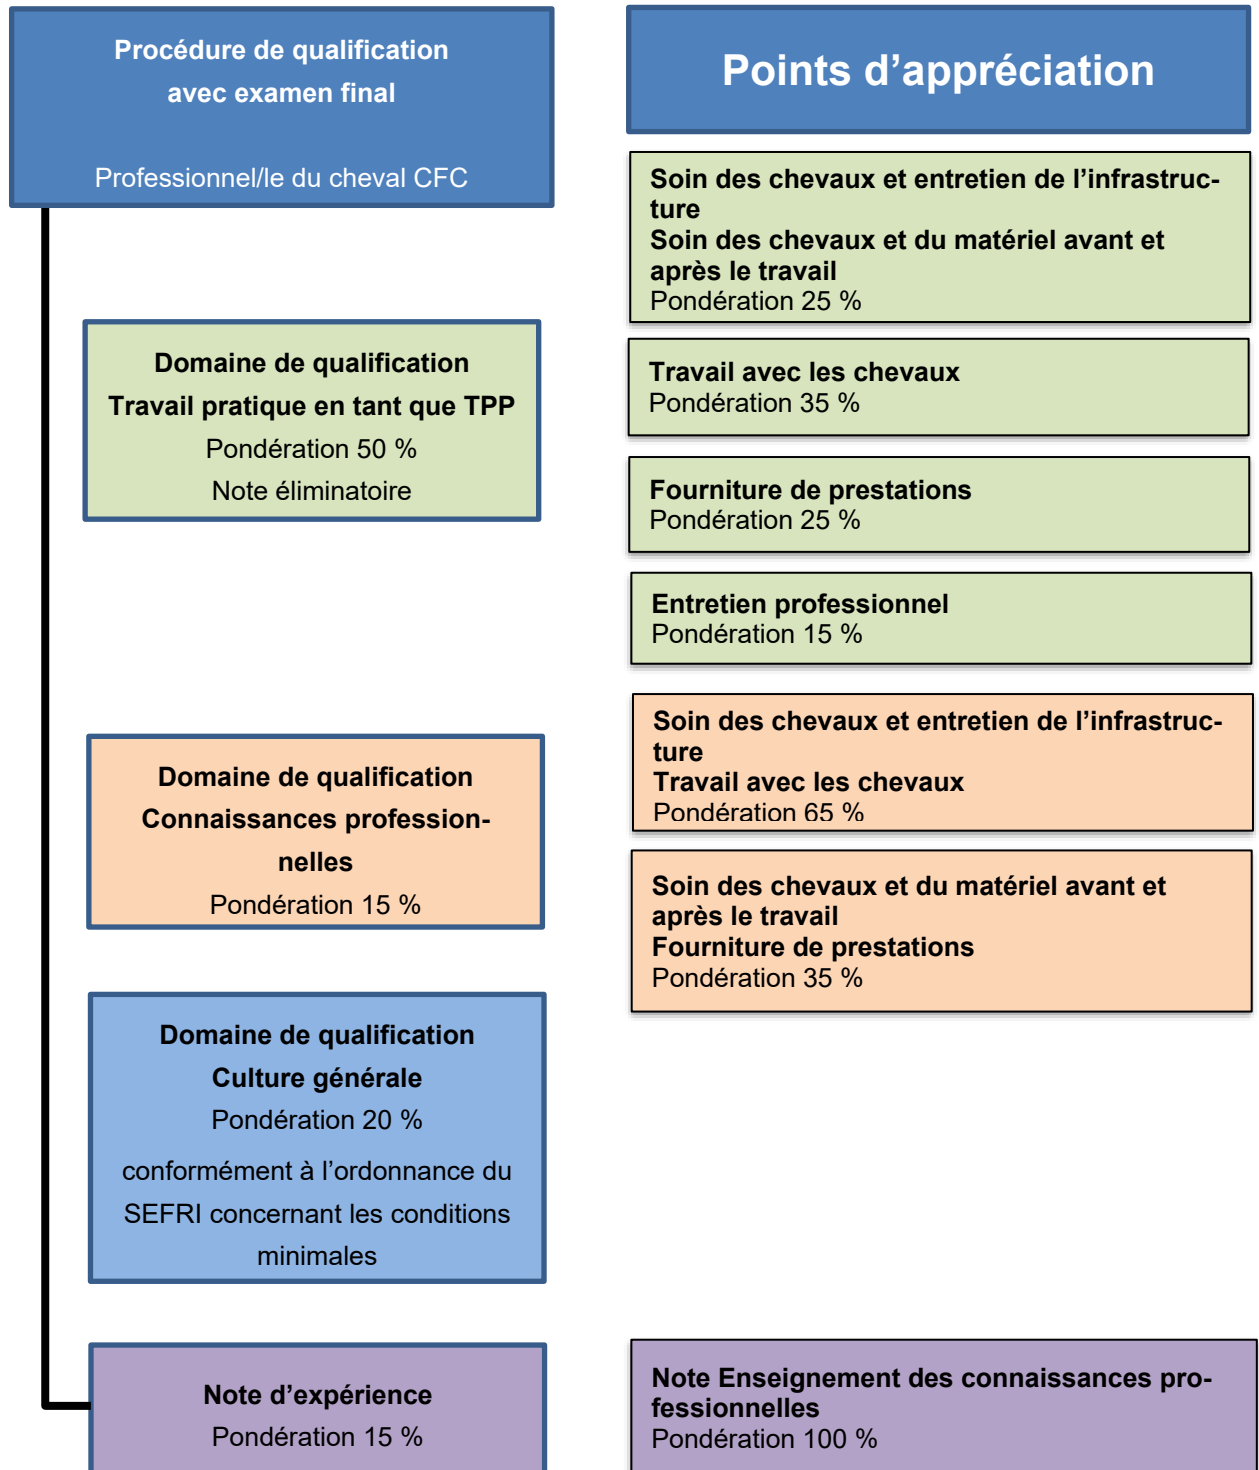 Procédure de qualification
avec examen final
Professionnel/le du cheval CFC
Points d’appréciation
Soin des chevaux et entretien de l’infrastruc-
ture
Soin des chevaux et du matériel avant et
après le travail
Pondération 25 %
Domaine de qualification
Travail pratique en tant que TPP
Pondération 50 %
Note éliminatoire
Travail avec les chevaux
Pondération 35 %
Fourniture de prestations
Pondération 25 %
Entretien professionnel
Pondération 15 %
Domaine de qualification
Connaissances profession-
nelles
Pondération 15 %
Soin des chevaux et entretien de l’infrastruc-
ture
Travail avec les chevaux
Pondération 65 %
Soin des chevaux et du matériel avant et
après le travail
Fourniture de prestations
Pondération 35 %
Domaine de qualification
Culture générale
Pondération 20 %
conformément à l’ordonnance du
SEFRI concernant les conditions
minimales
Note d’expérience
Pondération 15 %
Note Enseignement des connaissances pro-
fessionnelles
Pondération 100 %